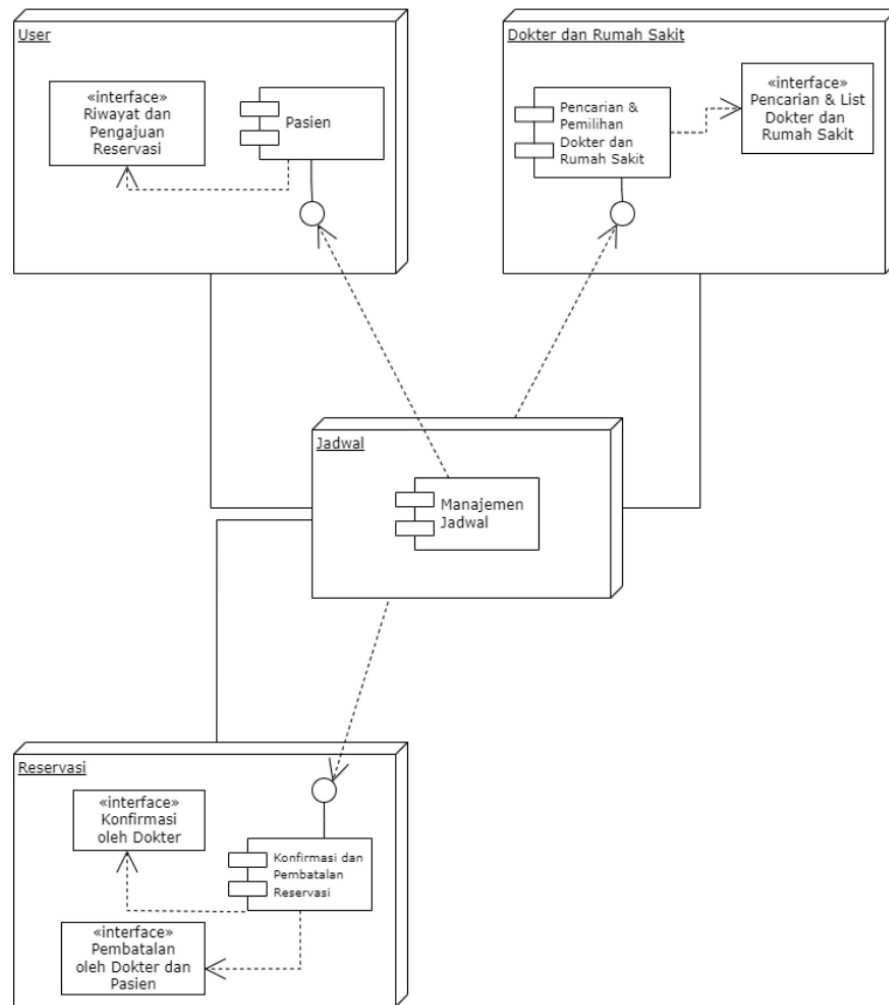 User
«interface»
Riwayat dan
Pengajuan
Reservasi
Pasien
Dokter dan Rumah Sakit
Pencarian &
Pemilihan
Dokter dan
Rumah Sakit
«interface»
Pencarian & List
Dokter dan
Rumah Sakit
Jadwal
Manajemen
Jadwal
Reservasi
«interface»
Konfirmasi
oleh Dokter
Konfirmasi dan
Pembatalan
Reservasi
«interface»
Pembatalan
oleh Dokter dan
Pasien